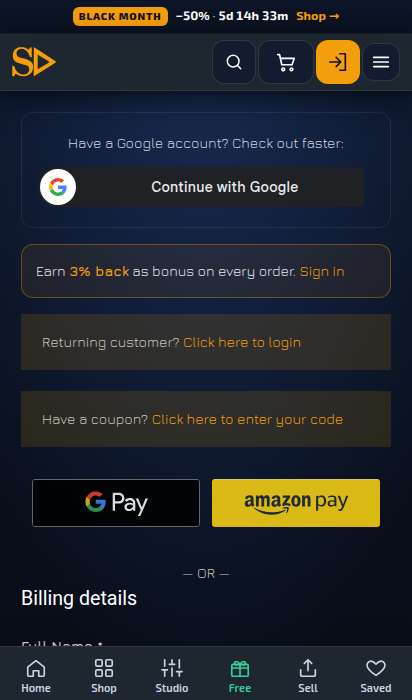 BLACK MONTH −50% · 5d 14h 33m Shop →
S
Have a Google account? Check out faster:
Continue with Google
Earn 3% back as bonus on every order. Sign in
Returning customer? Click here to login
Have a coupon? Click here to enter your code
G Pay amazon pay
— OR —
Billing details
Full Name *
Home Shop Studio Free Sell Saved